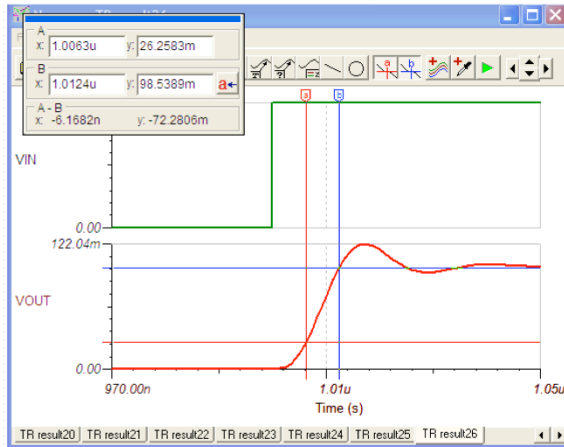 A
x: 1.0063u y: 26.2583m
B
x: 1.0124u y: 98.5389m a
A - B
x: -6.1682n y: -72.2806m
a b
a b
VIN
0.00
122.04m
VOUT
0.00
970.00n 1.01u 1.05u
Time (s)
TR result20 TR result21 TR result22 TR result23 TR result24 TR result25 TR result26